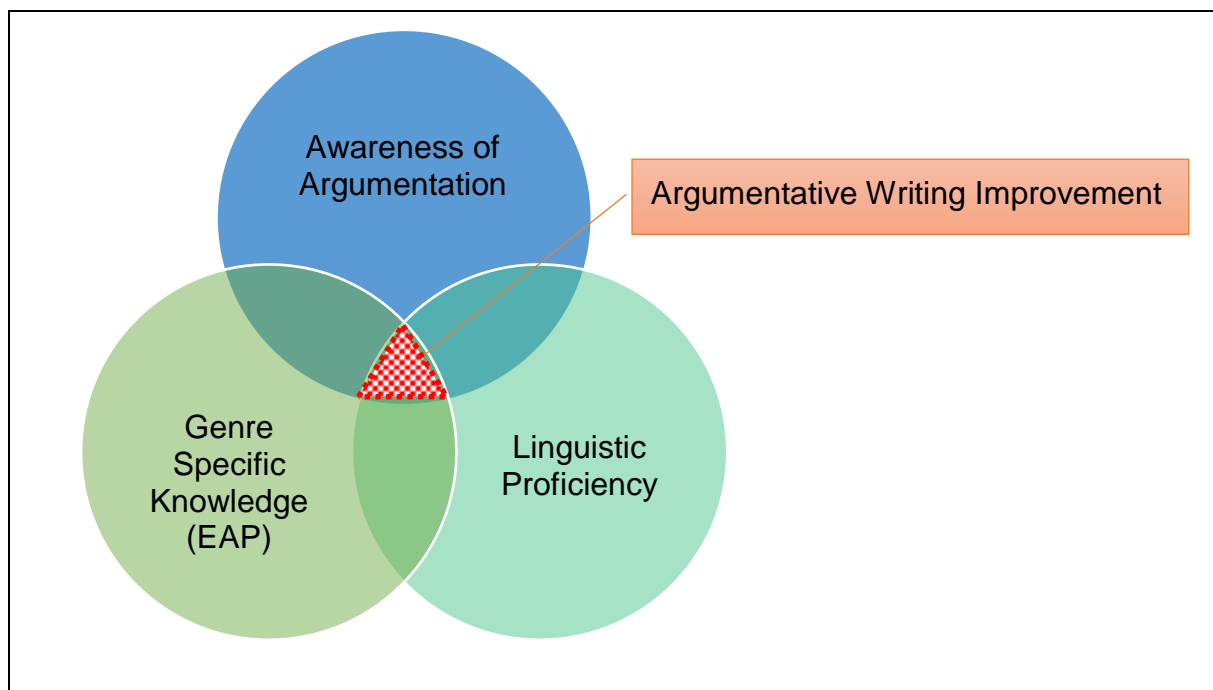 Awareness of
Argumentation
Argumentative Writing Improvement
Genre
Specific
Knowledge
(EAP)
Linguistic
Proficiency